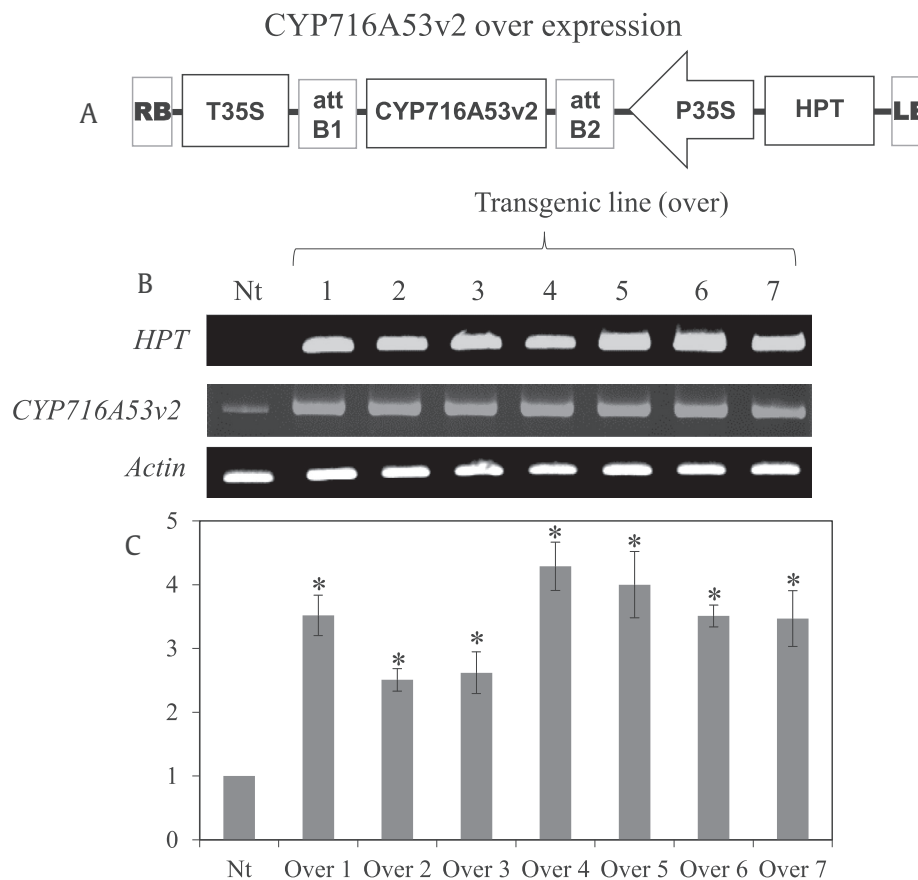 CYP716A53v2 over expression
A
RB T35S att B1 CYP716A53v2 att B2 P35S HPT LB
Transgenic line (over)
B
Nt 1 2 3 4 5 6 7
HPT
CYP716A53v2
Actin
C
5
4
3
2
1
0
* * * * * * *
Nt Over 1 Over 2 Over 3 Over 4 Over 5 Over 6 Over 7